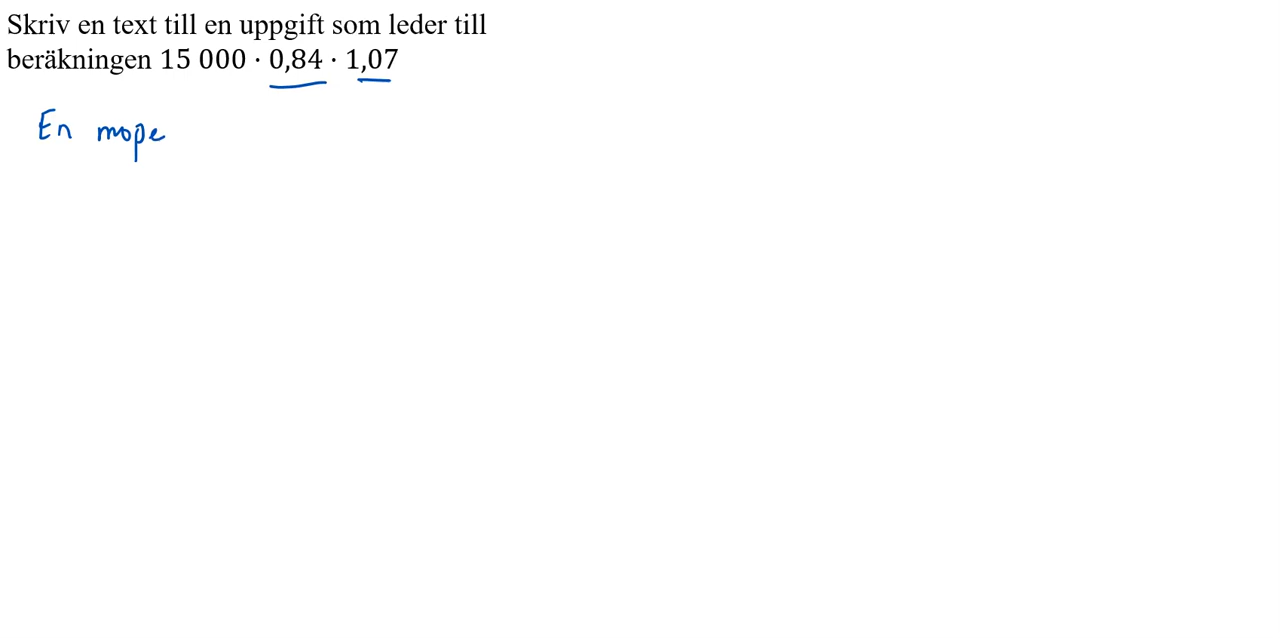 Skriv en text till en uppgift som leder till
beräkningen 15 000 · 0,84 · 1,07
En mope